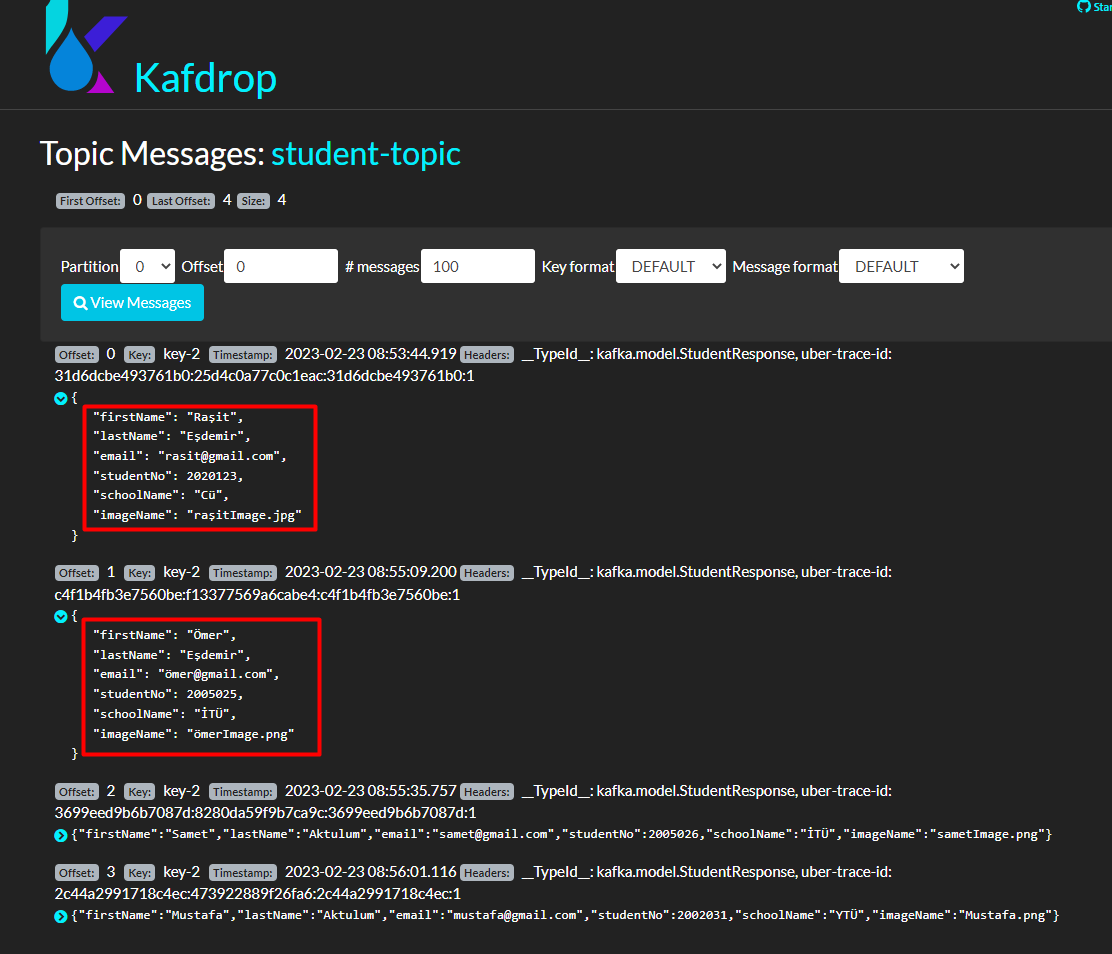 Star
Kafdrop
Topic Messages: student-topic
First Offset: 0 Last Offset: 4 Size: 4
Partition 0 Offset 0 # messages 100 Key format DEFAULT Message format DEFAULT
View Messages
Offset: 0 Key: key-2 Timestamp: 2023-02-23 08:53:44.919 Headers: __TypeId__: kafka.model.StudentResponse, uber-trace-id:
31d6dcbe493761b0:25d4c0a77c0c1eac:31d6dcbe493761b0:1
{
"firstName": "Raşit",
"lastName": "Eşdemir",
"email": "rasit@gmail.com",
"studentNo": 2020123,
"schoolName": "Cü",
"imageName": "raşitImage.jpg"
}
Offset: 1 Key: key-2 Timestamp: 2023-02-23 08:55:09.200 Headers: __TypeId__: kafka.model.StudentResponse, uber-trace-id:
c4f1b4fb3e7560be:f13377569a6cabe4:c4f1b4fb3e7560be:1
{
"firstName": "Ömer",
"lastName": "Eşdemir",
"email": "ömer@gmail.com",
"studentNo": 2005025,
"schoolName": "İTÜ",
"imageName": "ömerImage.png"
}
Offset: 2 Key: key-2 Timestamp: 2023-02-23 08:55:35.757 Headers: __TypeId__: kafka.model.StudentResponse, uber-trace-id:
3699eed9b6b7087d:8280da59f9b7ca9c:3699eed9b6b7087d:1
{"firstName":"Samet","lastName":"Aktulum","email":"samet@gmail.com","studentNo":2005026,"schoolName":"İTÜ","imageName":"sametImage.png"}
Offset: 3 Key: key-2 Timestamp: 2023-02-23 08:56:01.116 Headers: __TypeId__: kafka.model.StudentResponse, uber-trace-id:
2c44a2991718c4ec:473922889f26fa6:2c44a2991718c4ec:1
{"firstName":"Mustafa","lastName":"Aktulum","email":"mustafa@gmail.com","studentNo":2002031,"schoolName":"YTÜ","imageName":"Mustafa.png"}